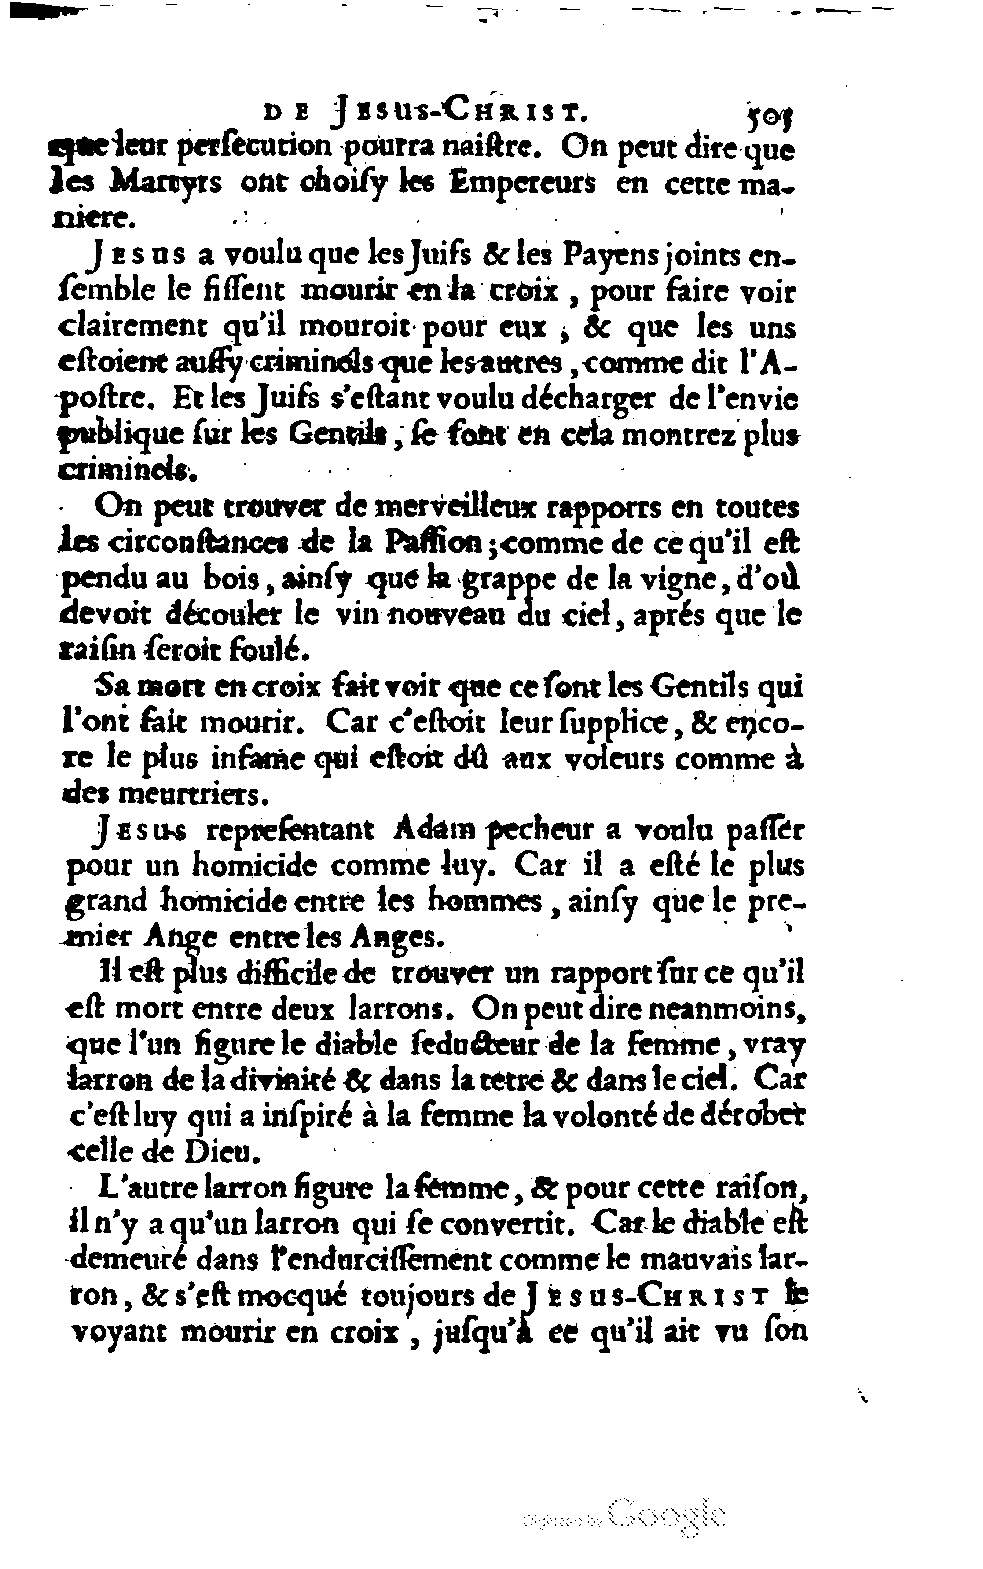 DE JESUS-CHRIST. 505
que leur persecution pourra naistre. On peut dire que
les Martyrs ont choisy les Empereurs en cette ma-
niere.
JESUS a voulu que les Juifs & les Payens joints en-
semble le fissent mourir en la croix, pour faire voir
clairement qu'il mouroit pour eux, & que les uns
estoient aussy criminels que les autres, comme dit l'A-
postre. Et les Juifs s'estant voulu décharger de l'envie
publique sur les Gentils, se sont en cela montrez plus
criminels.
On peut trouver de merveilleux rapports en toutes
les circonstances de la Passion; comme de ce qu'il est
pendu au bois, ainsy que la grappe de la vigne, d'où
devoit découler le vin nouveau du ciel, aprés que le
raisin seroit foulé.
Sa mort en croix fait voir que ce sont les Gentils qui
l'ont fait mourir. Car c'estoit leur supplice, & enco-
re le plus infame qui estoit dû aux voleurs comme à
des meurtriers.
JESUS representant Adam pecheur a voulu passer
pour un homicide comme luy. Car il a esté le plus
grand homicide entre les hommes, ainsy que le pre-
mier Ange entre les Anges.
Il est plus difficile de trouver un rapport sur ce qu'il
est mort entre deux larrons. On peut dire neanmoins,
que l'un figure le diable seducteur de la femme, vray
larron de la divinité & dans la terre & dans le ciel. Car
c'est luy qui a inspiré à la femme la volonté de dérober
celle de Dieu.
L'autre larron figure la femme, & pour cette raison,
il n'y a qu'un larron qui se convertit. Car le diable est
demeuré dans l'endurcissement comme le mauvais lar-
ron, & s'est mocqué toujours de JESUS-CHRIST le
voyant mourir en croix, jusqu'à ce qu'il ait vu son
Digitized by Google